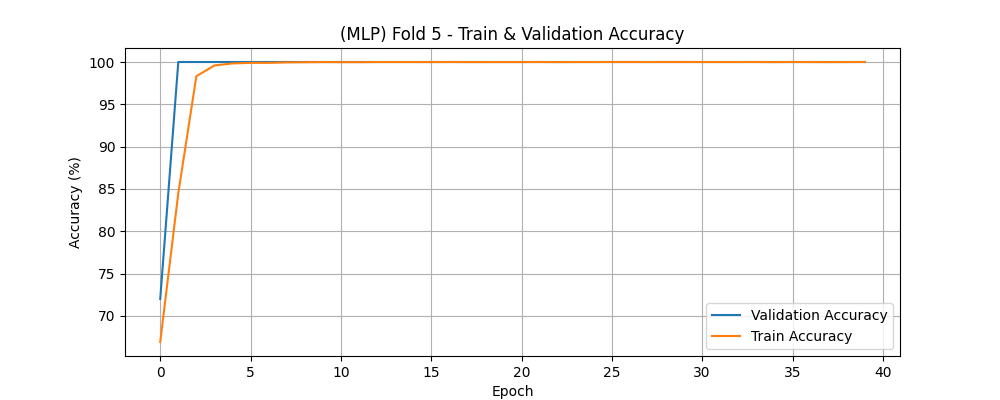 (MLP) Fold 5 - Train & Validation Accuracy
Accuracy (%)
100
95
90
85
80
75
70
Validation Accuracy
Train Accuracy
0 5 10 15 20 25 30 35 40
Epoch